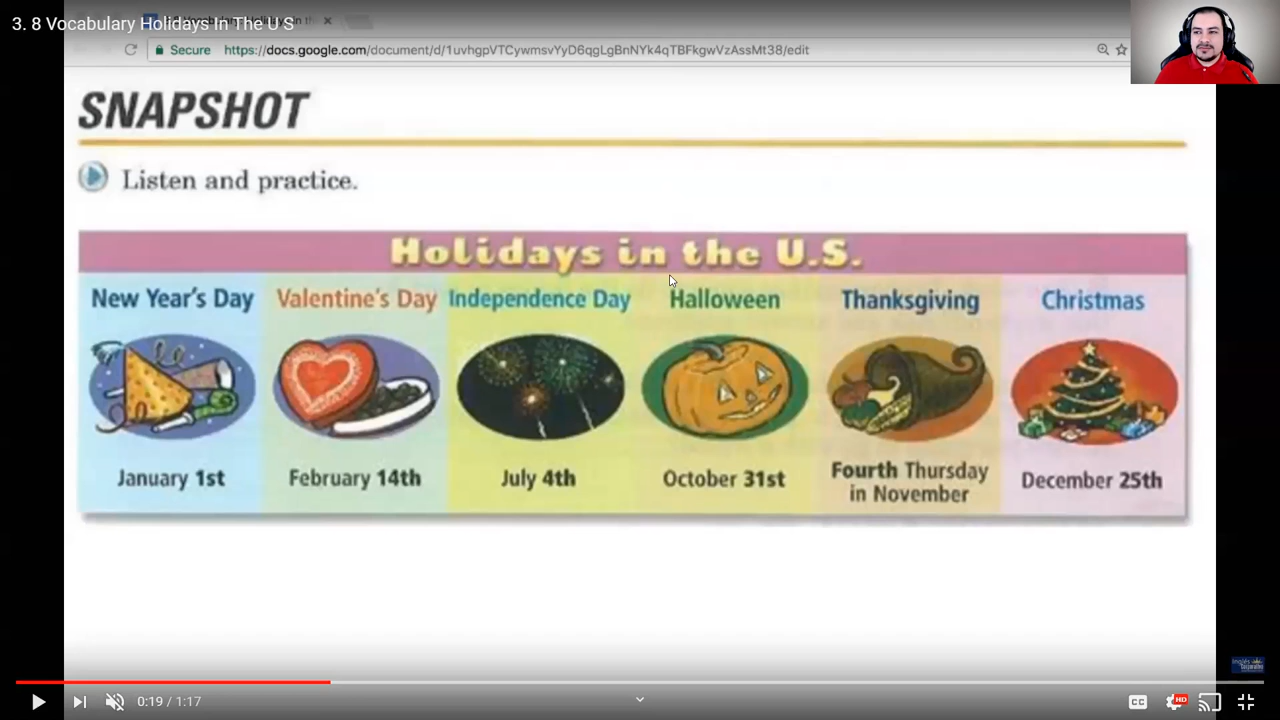 3. 8 Vocabulary Holidays In The U S
Secure https://docs.google.com/document/d/1uvhgpVTCywmsvYyD6qgLgBnNYk4qTBFkgwVzAssMt38/edit
SNAPSHOT
Listen and practice.
Holidays in the U.S.
New Year's Day Valentine's Day Independence Day Halloween Thanksgiving Christmas
January 1st February 14th July 4th October 31st Fourth Thursday in November December 25th
0:19 / 1:17
CC HD